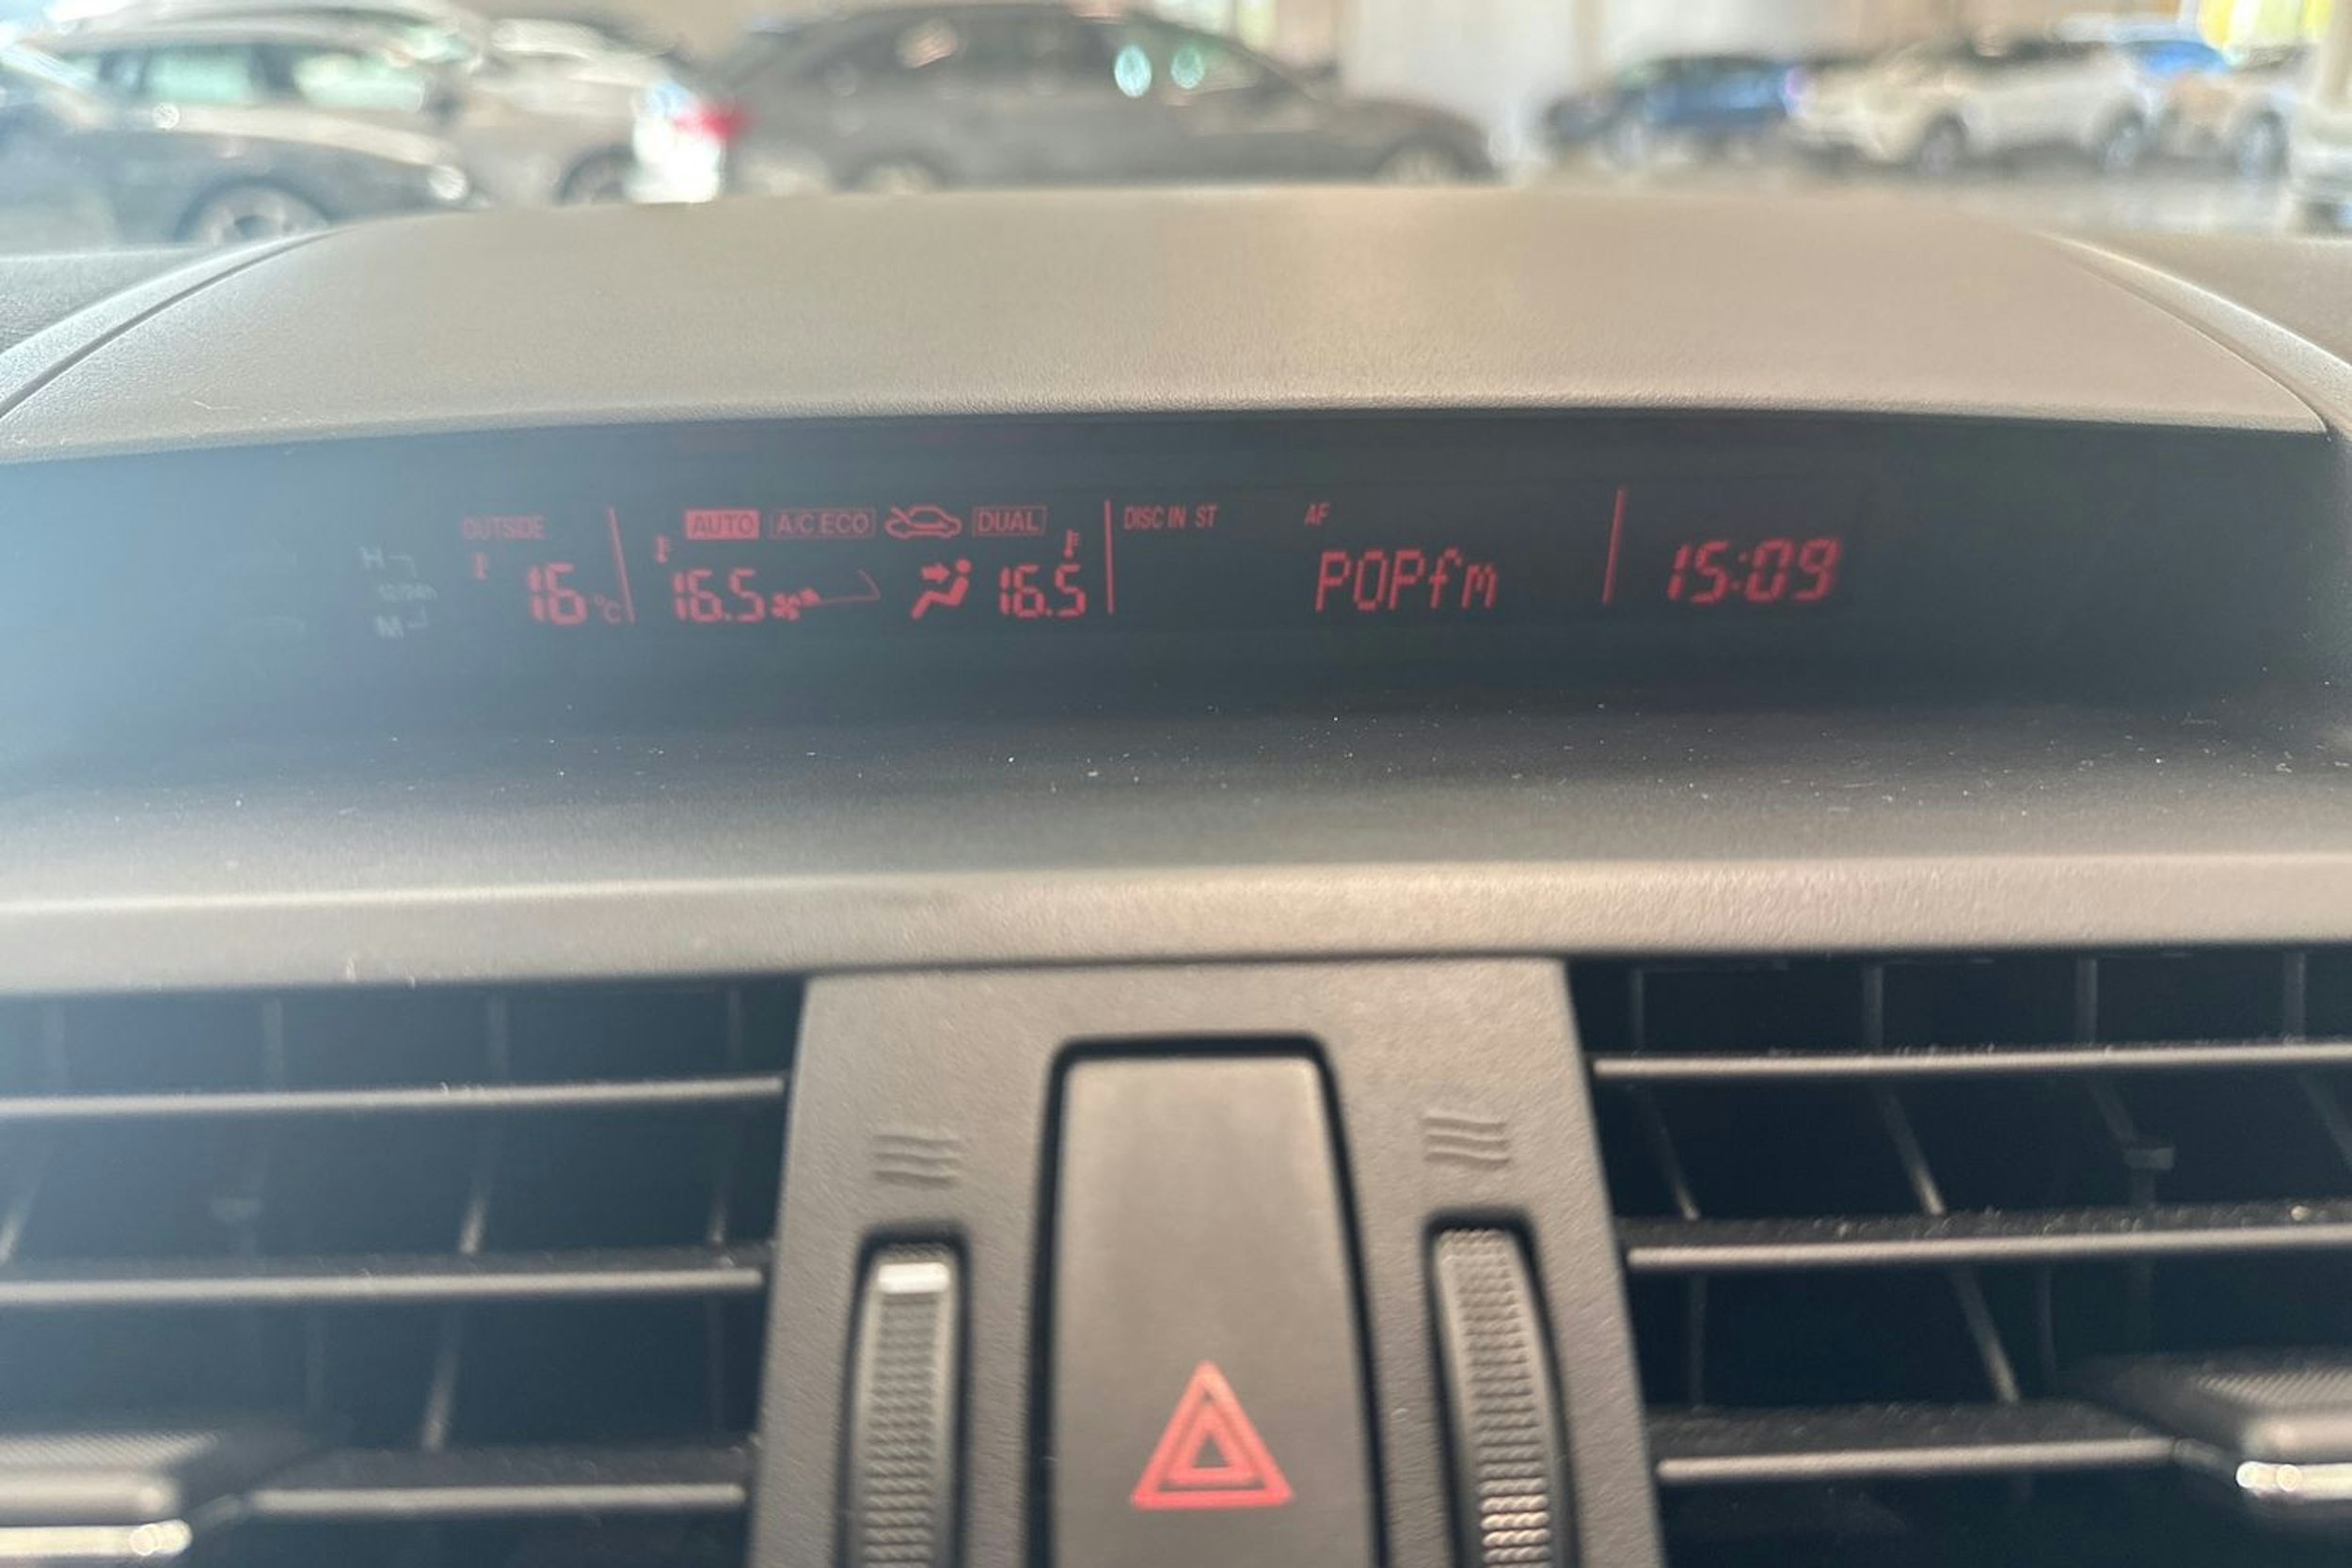 OUTSIDE
16°C
AUTO A/C ECO DUAL
16.5 16.5
DISC IN ST AF
POPfm
15:09